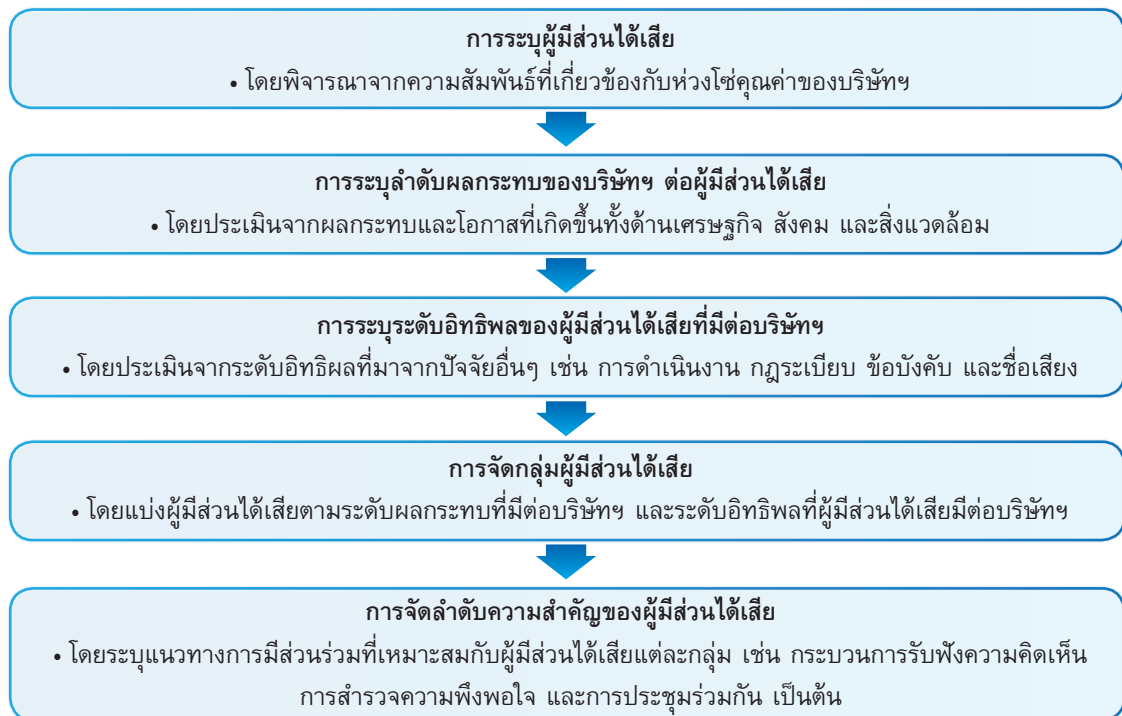 การระบุผู้มีส่วนได้เสีย
• โดยพิจารณาจากความสัมพันธ์ที่เกี่ยวข้องกับห่วงโซ่คุณค่าของบริษัทฯ
การระบุลำดับผลกระทบของบริษัทฯ ต่อผู้มีส่วนได้เสีย
• โดยประเมินจากผลกระทบและโอกาสที่เกิดขึ้นทั้งด้านเศรษฐกิจ สังคม และสิ่งแวดล้อม
การระบุระดับอิทธิพลของผู้มีส่วนได้เสียที่มีต่อบริษัทฯ
• โดยประเมินจากระดับอิทธิผลที่มาจากปัจจัยอื่นๆ เช่น การดำเนินงาน กฎระเบียบ ข้อบังคับ และชื่อเสียง
การจัดกลุ่มผู้มีส่วนได้เสีย
• โดยแบ่งผู้มีส่วนได้เสียตามระดับผลกระทบที่มีต่อบริษัทฯ และระดับอิทธิพลที่ผู้มีส่วนได้เสียมีต่อบริษัทฯ
การจัดลำดับความสำคัญของผู้มีส่วนได้เสีย
• โดยระบุแนวทางการมีส่วนร่วมที่เหมาะสมกับผู้มีส่วนได้เสียแต่ละกลุ่ม เช่น กระบวนการรับฟังความคิดเห็น
การสำรวจความพึงพอใจ และการประชุมร่วมกัน เป็นต้น